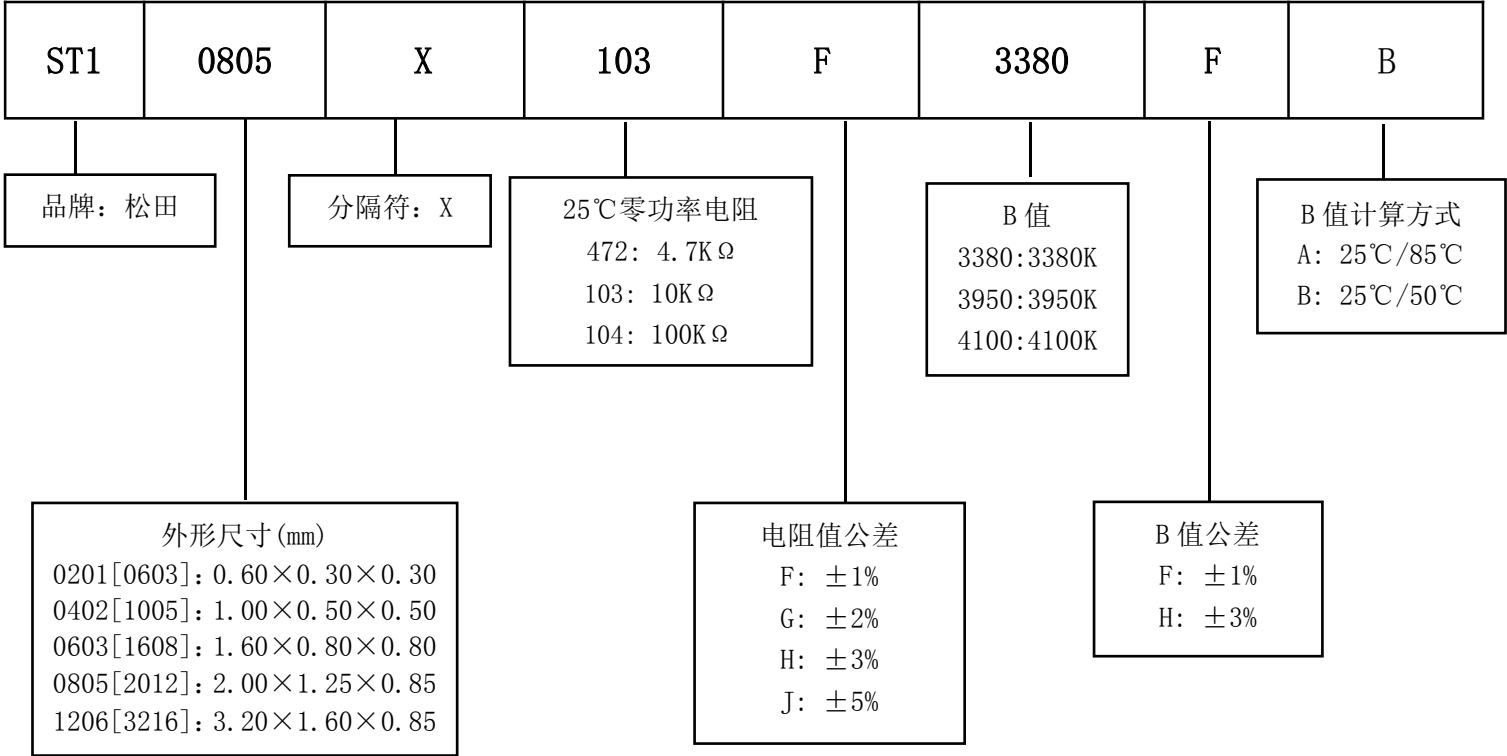 ST1 0805 X 103 F 3380 F B
品牌：松田
分隔符：X
25℃零功率电阻
472: 4.7KΩ
103: 10KΩ
104: 100KΩ
B值
3380:3380K
3950:3950K
4100:4100K
B值计算方式
A: 25℃/85℃
B: 25℃/50℃
外形尺寸(mm)
0201[0603]：0.60×0.30×0.30
0402[1005]：1.00×0.50×0.50
0603[1608]：1.60×0.80×0.80
0805[2012]：2.00×1.25×0.85
1206[3216]：3.20×1.60×0.85
电阻值公差
F: ±1%
G: ±2%
H: ±3%
J: ±5%
B值公差
F: ±1%
H: ±3%